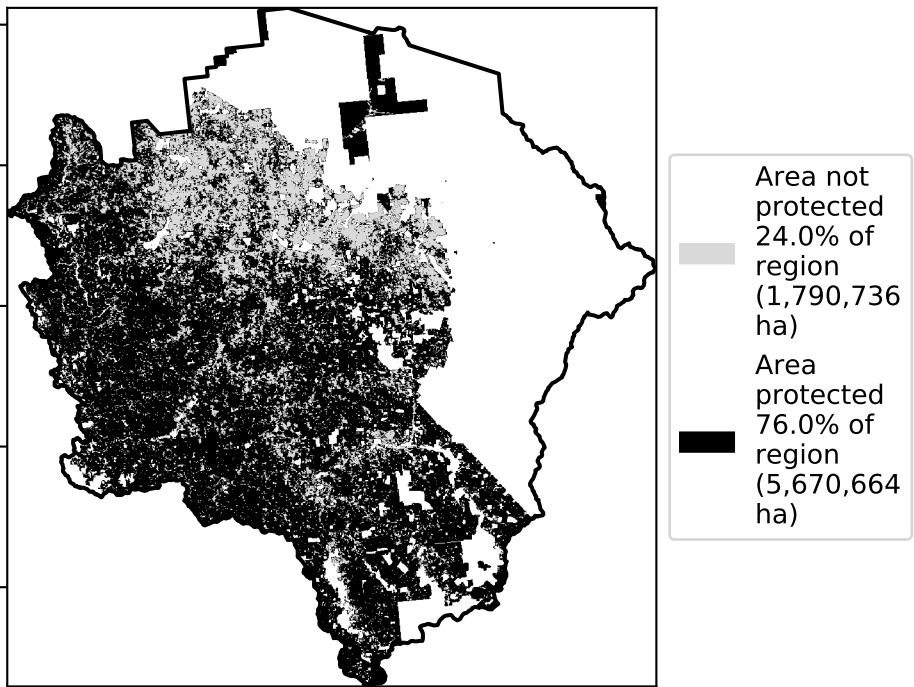 Area not
protected
24.0% of
region
(1,790,736
ha)
Area
protected
76.0% of
region
(5,670,664
ha)